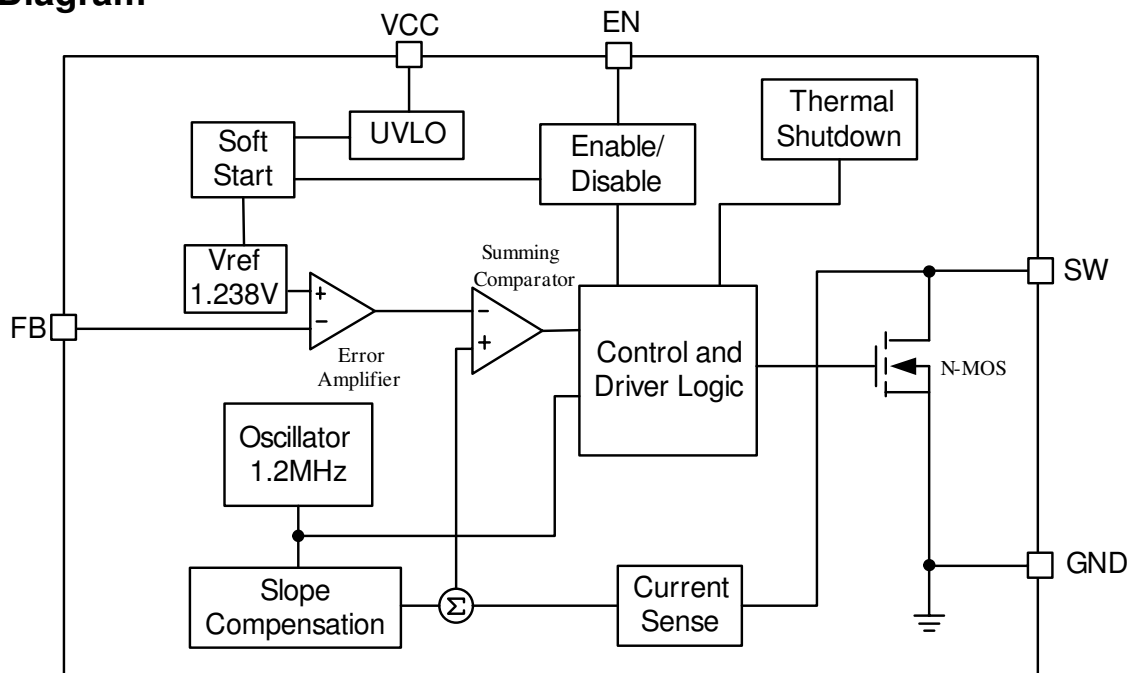 Diagram
VCC
EN
Thermal
Shutdown
UVLO
Soft
Start
Enable/
Disable
Vref
1.238V
Summing
Comparator
SW
FB
+
−
−
+
Error
Amplifier
Control and
Driver Logic
N-MOS
Oscillator
1.2MHz
GND
Slope
Compensation
Σ
Current
Sense